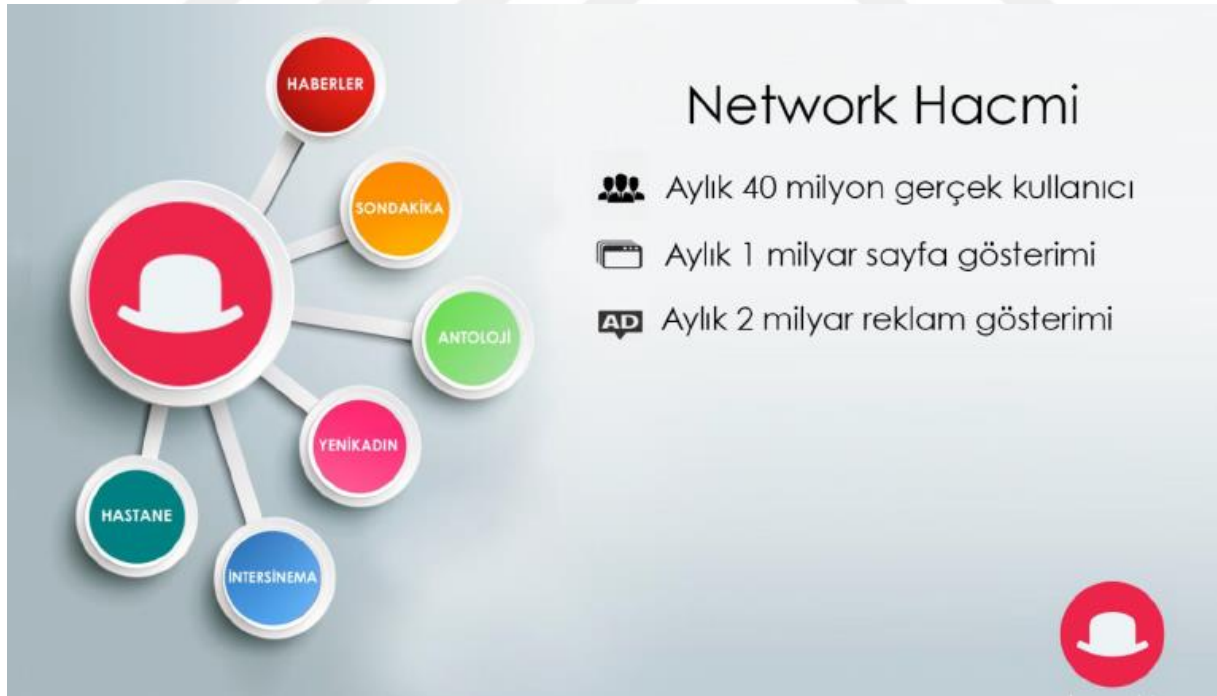 HABERLER
SONDAKİKA
ANTOLOJİ
YENİKADIN
HASTANE
İNTERSİNEMA
Network Hacmi
Aylık 40 milyon gerçek kullanıcı
Aylık 1 milyar sayfa gösterimi
AD Aylık 2 milyar reklam gösterimi